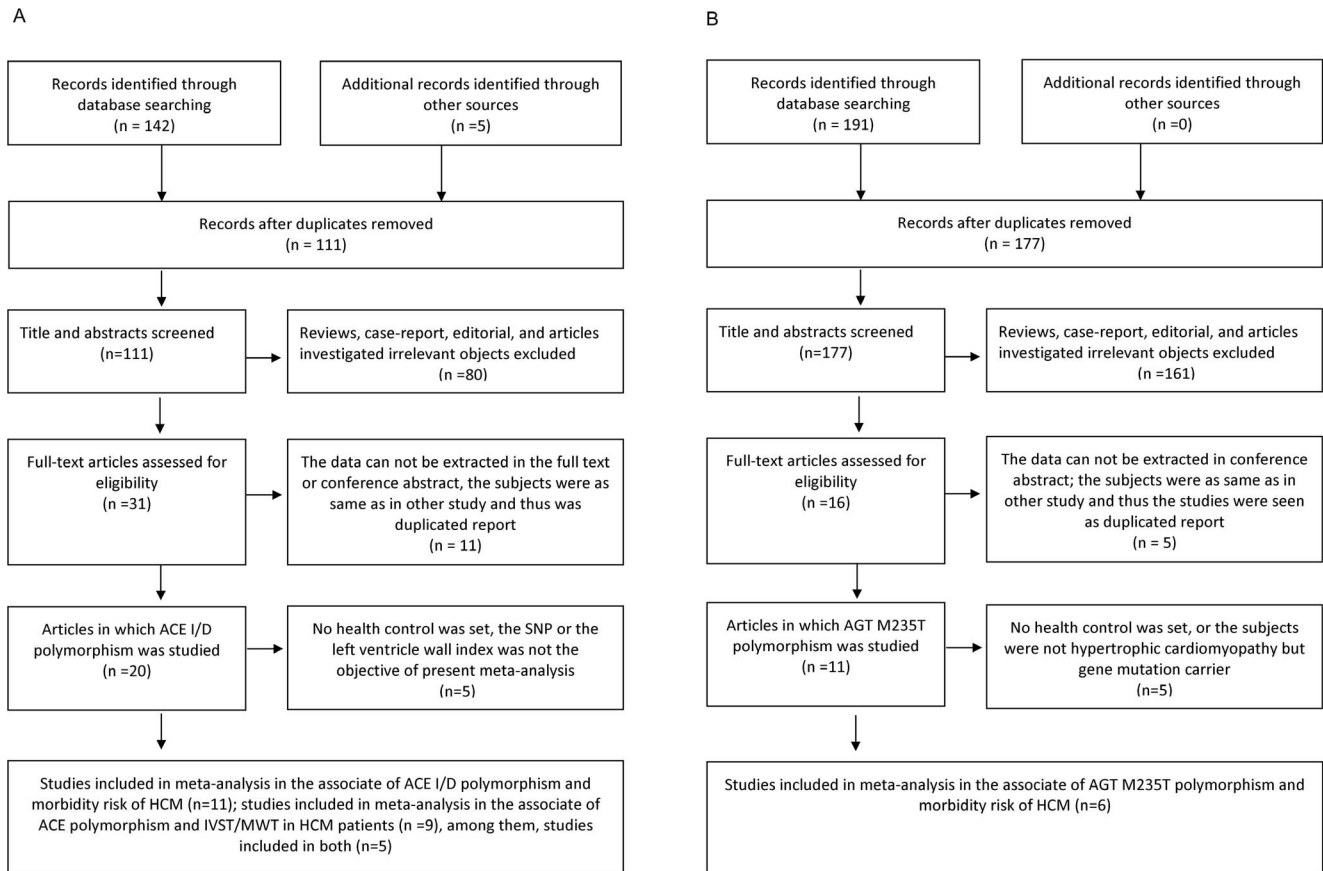 A
Records identified through
database searching
(n = 142)
Additional records identified through
other sources
(n =5)
Records after duplicates removed
(n = 111)
Title and abstracts screened
(n=111)
Reviews, case-report, editorial, and articles
investigated irrelevant objects excluded
(n =80)
Full-text articles assessed for
eligibility
(n =31)
The data can not be extracted in the full text
or conference abstract, the subjects were as
same as in other study and thus was
duplicated report
(n = 11)
Articles in which ACE I/D
polymorphism was studied
(n =20)
No health control was set, the SNP or the
left ventricle wall index was not the
objective of present meta-analysis
(n=5)
Studies included in meta-analysis in the associate of ACE I/D polymorphism and
morbidity risk of HCM (n=11); studies included in meta-analysis in the associate of
ACE polymorphism and IVST/MWT in HCM patients (n =9), among them, studies
included in both (n=5)
B
Records identified through
database searching
(n = 191)
Additional records identified through
other sources
(n =0)
Records after duplicates removed
(n = 177)
Title and abstracts screened
(n=177)
Reviews, case-report, editorial, and articles
investigated irrelevant objects excluded
(n =161)
Full-text articles assessed for
eligibility
(n =16)
The data can not be extracted in conference
abstract; the subjects were as same as in
other study and thus the studies were seen
as duplicated report
(n = 5)
Articles in which AGT M235T
polymorphism was studied
(n =11)
No health control was set, or the subjects
were not hypertrophic cardiomyopathy but
gene mutation carrier
(n=5)
Studies included in meta-analysis in the associate of AGT M235T polymorphism and
morbidity risk of HCM (n=6)